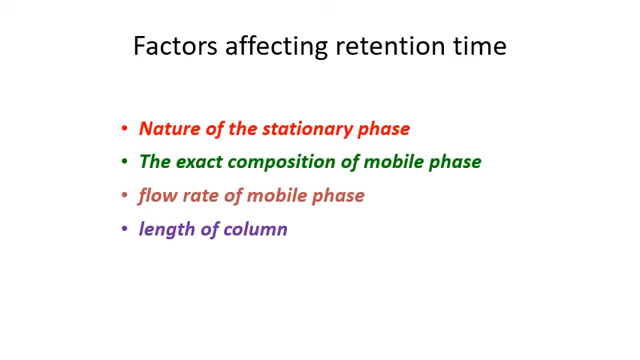 Factors affecting retention time
• Nature of the stationary phase
• The exact composition of mobile phase
• flow rate of mobile phase
• length of column